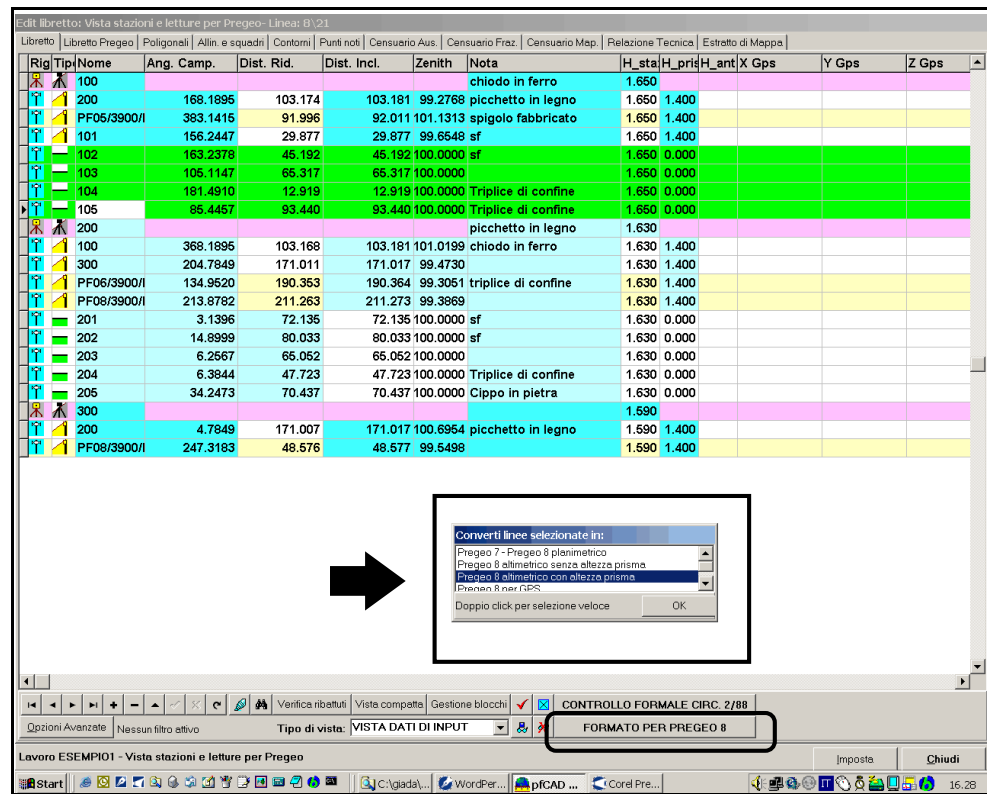 Edit libretto: Vista stazioni e letture per Pregeo- Linea: B\21
Libretto Libretto Pregeo Poligonali Allin. e squadri Contorni Punti noti Censuario Aus. Censuario Fraz. Censuario Map. Relazione Tecnica Estratto di Mappa
Rig Tip Nome Ang. Camp. Dist. Rid. Dist. Incl. Zenith Nota H_sta H_pris H_ant X Gps Y Gps Z Gps
100 chiodo in ferro 1.650
200 168.1895 103.174 103.181 99.2768 picchetto in legno 1.650 1.400
PF05/3900/I 383.1415 91.996 92.011 101.1313 spigolo fabbricato 1.650 1.400
101 156.2447 29.877 29.877 99.6548 sf 1.650 1.400
102 163.2378 45.192 45.192 100.0000 sf 1.650 0.000
103 105.1147 65.317 65.317 100.0000 1.650 0.000
104 181.4910 12.919 12.919 100.0000 Triplice di confine 1.650 0.000
105 85.4457 93.440 93.440 100.0000 Triplice di confine 1.650 0.000
200 picchetto in legno 1.630
100 368.1895 103.168 103.181 101.0199 chiodo in ferro 1.630 1.400
300 204.7849 171.011 171.017 99.4730 1.630 1.400
PF06/3900/I 134.9520 190.353 190.364 99.3051 triplice di confine 1.630 1.400
PF08/3900/I 213.8782 211.263 211.273 99.3869 1.630 1.400
201 3.1396 72.135 72.135 100.0000 sf 1.630 0.000
202 14.8999 80.033 80.033 100.0000 sf 1.630 0.000
203 6.2567 65.052 65.052 100.0000 1.630 0.000
204 6.3844 47.723 47.723 100.0000 Triplice di confine 1.630 0.000
205 34.2473 70.437 70.437 100.0000 Cippo in pietra 1.630 0.000
300 1.590
200 4.7849 171.007 171.017 100.6954 picchetto in legno 1.590 1.400
PF08/3900/I 247.3183 48.576 48.577 99.5498 1.590 1.400
Converti linee selezionate in:
Pregeo 7 - Pregeo 8 planimetrico
Pregeo 8 altimetrico senza altezza prisma
Pregeo 8 altimetrico con altezza prisma
Pregeo 8 per GPS
Doppio click per selezione veloce OK
Verifica ribattuti Vista compatta Gestione blocchi CONTROLLO FORMALE CIRC. 2/88
Opzioni Avanzate Nessun filtro attivo Tipo di vista: VISTA DATI DI INPUT FORMATO PER PREGEO 8
Lavoro ESEMPIO1 - Vista stazioni e letture per Pregeo Imposta Chiudi
Start C:\giada\... WordPer... pfCAD ... Corel Pre... IT 16.28